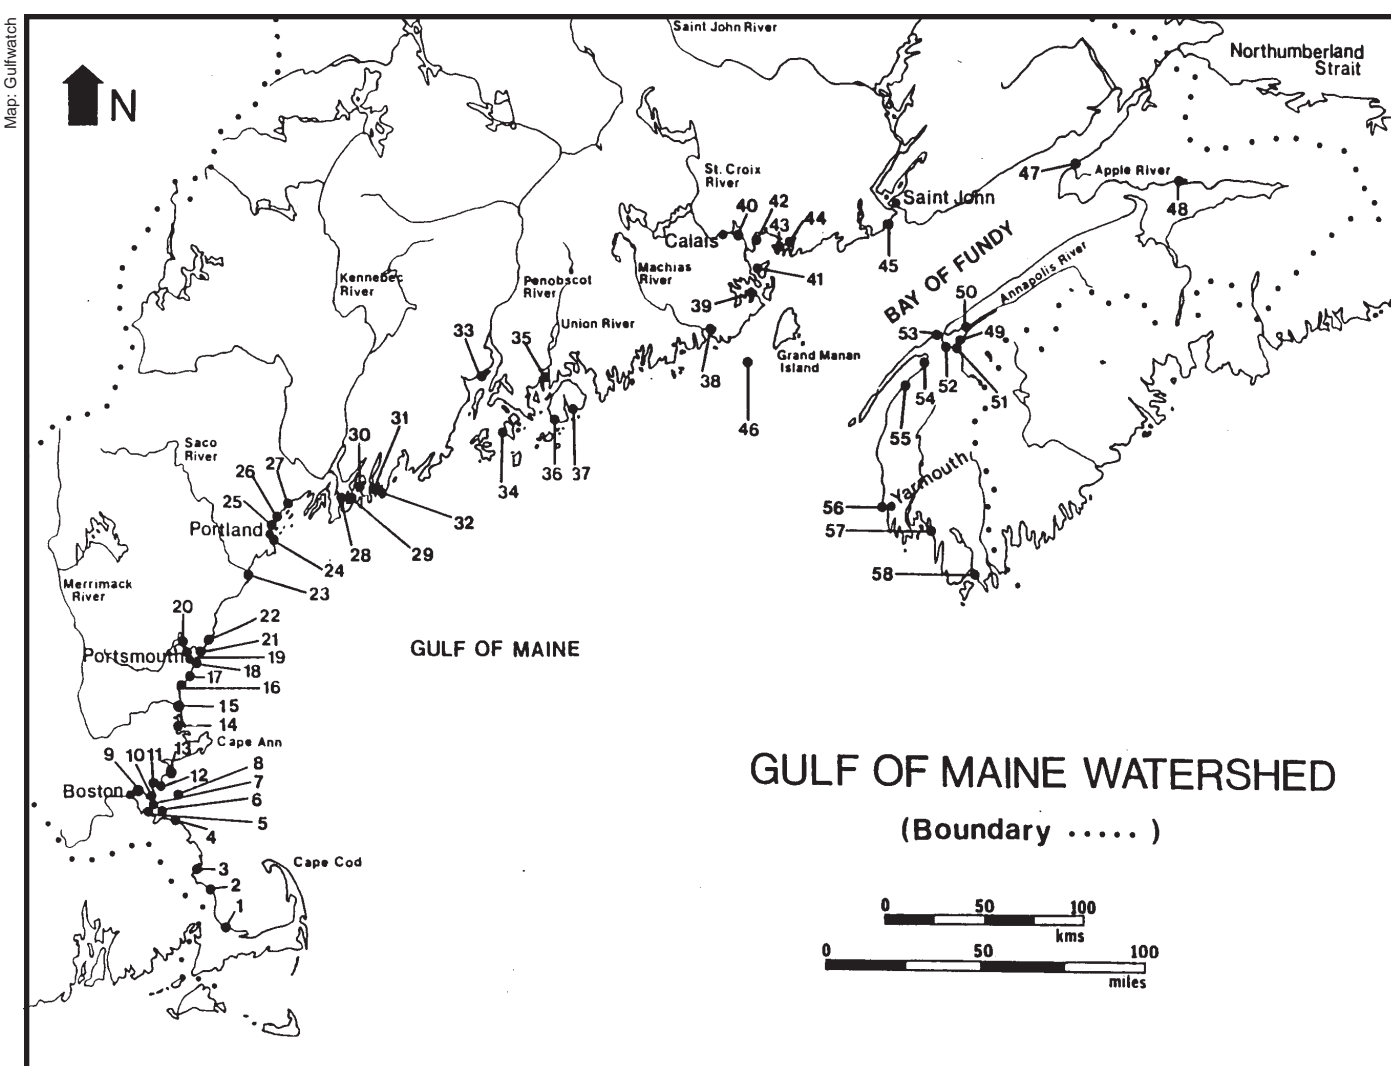 Map: Gulfwatch
N
Saint John River
Northumberland
Strait
St. Croix
River
47
Apple River
48
Saint John
40
42
43
44
Calais
45
Kennebec
River
Penobscot
River
Machias
River
41
39
BAY OF FUNDY
Annapolis River
Union River
33
35
38
Grand Manan
Island
50
53
49
52
51
54
46
55
30
31
34
36
37
Saco
River
26
27
25
Portland
28
29
32
24
23
Yarmouth
56
57
58
Merrimack
River
20
22
21
Portsmouth
19
18
17
16
15
14
GULF OF MAINE
Cape Ann
9
10
11
13
12
8
7
6
5
4
Boston
GULF OF MAINE WATERSHED
(Boundary ..... )
3
2
1
Cape Cod
0 50 100
kms
0 50 100
miles